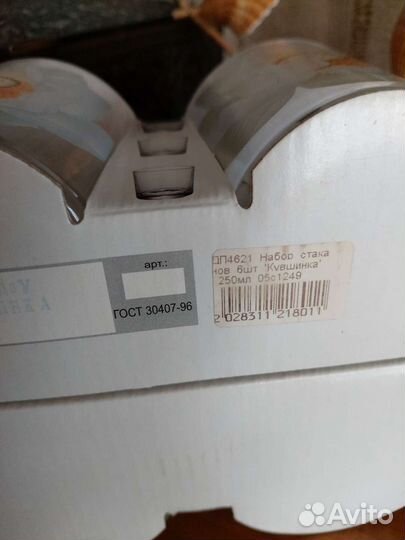 арт.:
ГОСТ 30407-96
ДП4621 Набор стака
нов 6шт 'Кувшинка'
250мл 05с1249
2 028311 218011
Avito